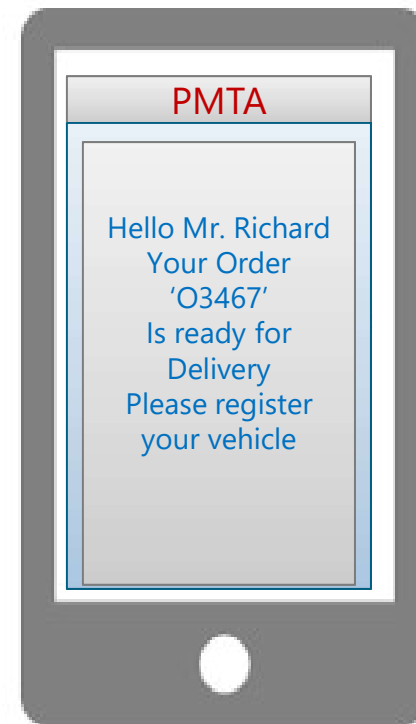 PMTA
Hello Mr. Richard
Your Order
‘O3467’
Is ready for
Delivery
Please register
your vehicle